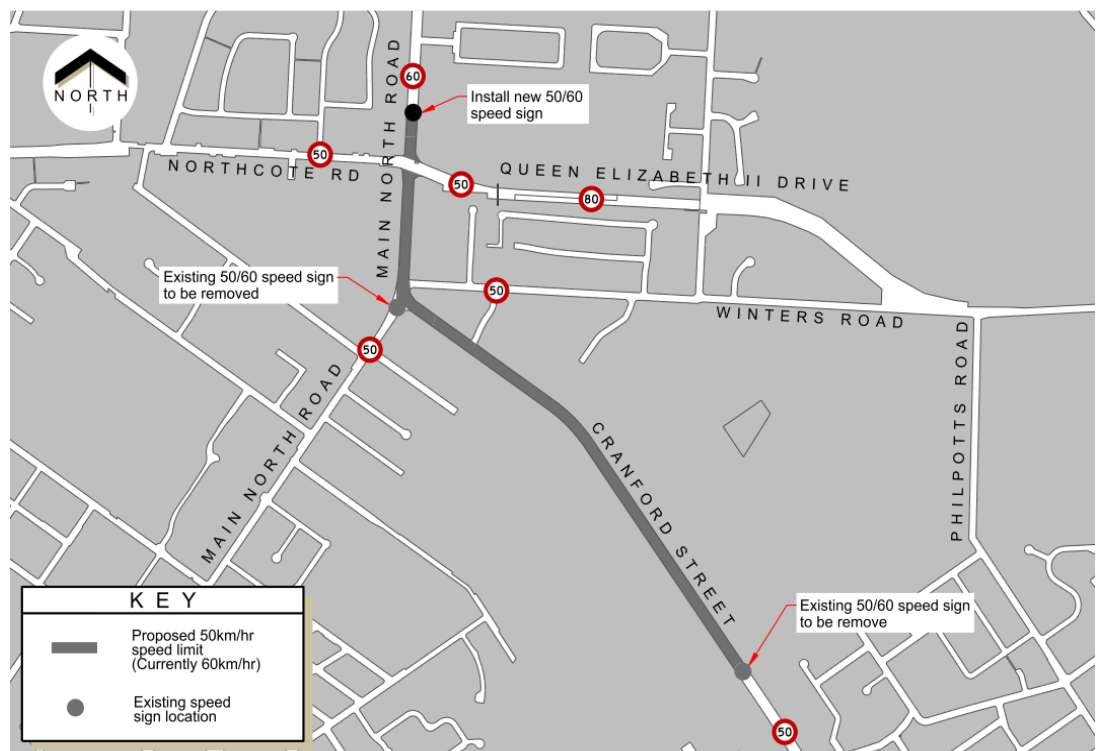 NORTH
MAIN NORTH ROAD
60
Install new 50/60
speed sign
50
NORTHCOTE RD
50
QUEEN ELIZABETH II DRIVE
80
Existing 50/60 speed sign
to be removed
50
WINTERS ROAD
50
MAIN NORTH ROAD
CRANFORD STREET
PHILPOTTS ROAD
Existing 50/60 speed sign
to be remove
50
KEY
Proposed 50km/hr
speed limit
(Currently 60km/hr)
Existing speed
sign location